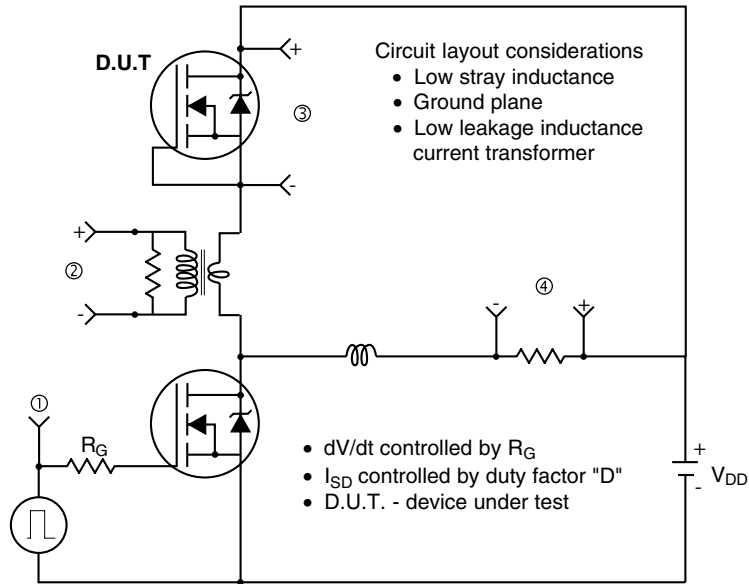 D.U.T
+
③
-
Circuit layout considerations
• Low stray inductance
• Ground plane
• Low leakage inductance
current transformer
+
②
-
④
- +
①
R_G
• dV/dt controlled by R_G
• I_SD controlled by duty factor "D"
• D.U.T. - device under test
+
V_DD
-